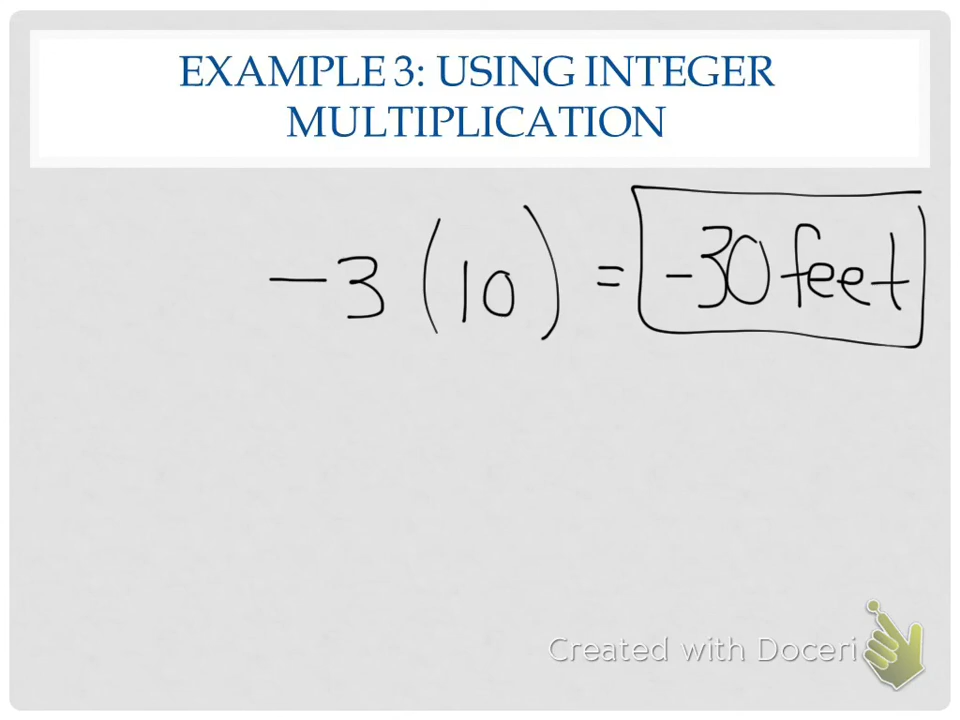 EXAMPLE 3: USING INTEGER
MULTIPLICATION
-3 (10) = -30 feet
Created with Doceri